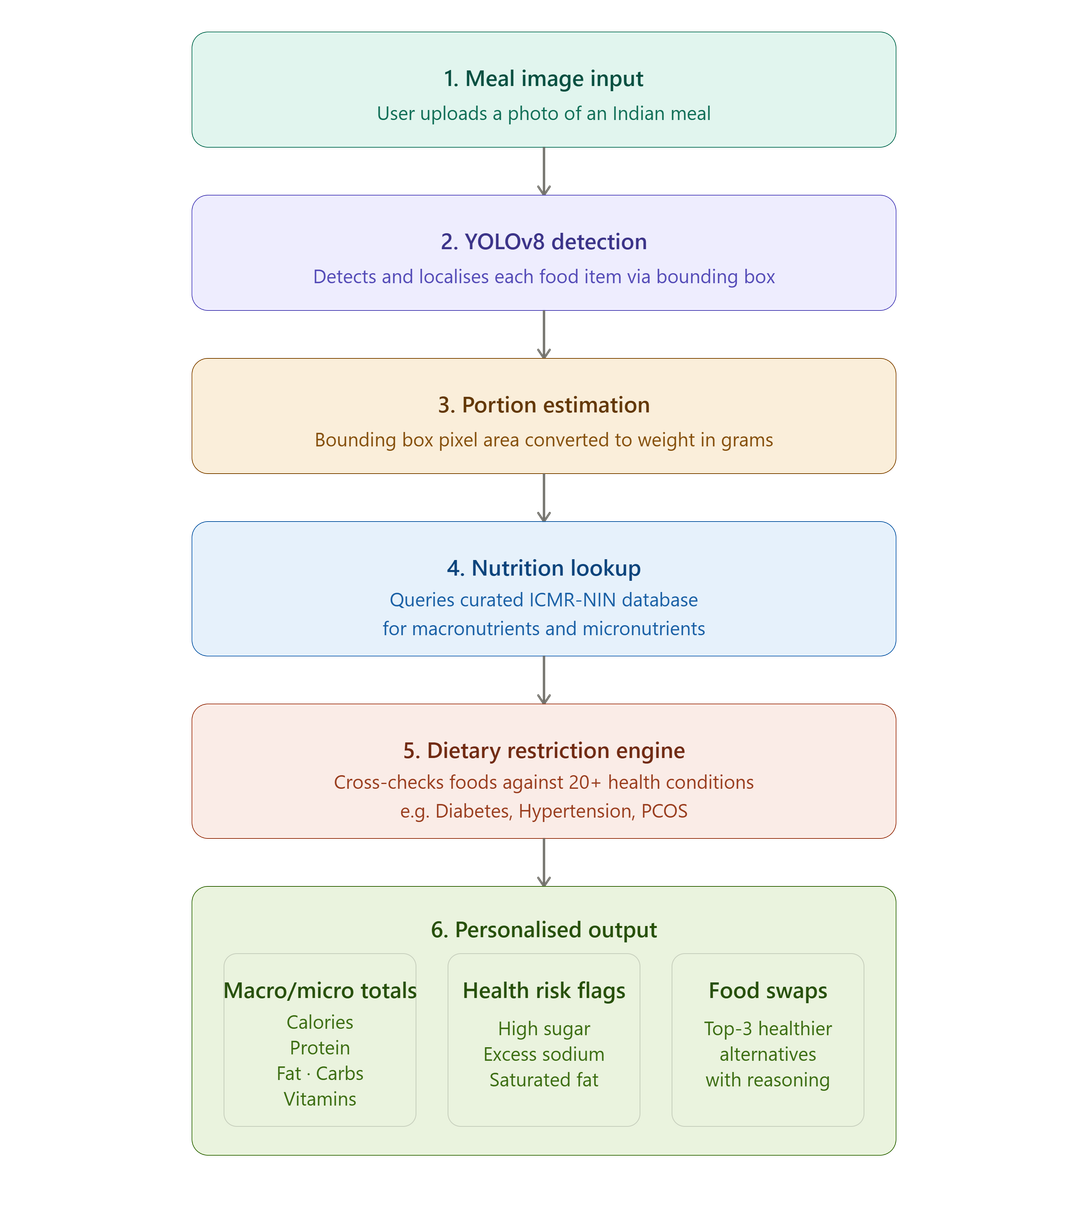 1. Meal image input
User uploads a photo of an Indian meal
2. YOLOv8 detection
Detects and localises each food item via bounding box
3. Portion estimation
Bounding box pixel area converted to weight in grams
4. Nutrition lookup
Queries curated ICMR-NIN database
for macronutrients and micronutrients
5. Dietary restriction engine
Cross-checks foods against 20+ health conditions
e.g. Diabetes, Hypertension, PCOS
6. Personalised output
Macro/micro totals
Calories
Protein
Fat · Carbs
Vitamins
Health risk flags
High sugar
Excess sodium
Saturated fat
Food swaps
Top-3 healthier
alternatives
with reasoning